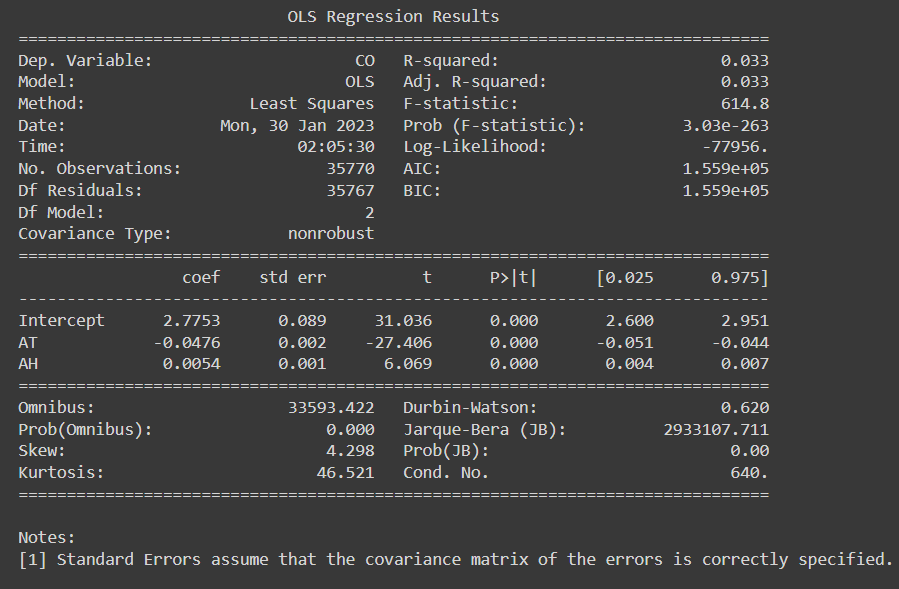 OLS Regression Results
==============================================================================
Dep. Variable:                     CO   R-squared:                       0.033
Model:                            OLS   Adj. R-squared:                  0.033
Method:                 Least Squares   F-statistic:                     614.8
Date:                Mon, 30 Jan 2023   Prob (F-statistic):          3.03e-263
Time:                        02:05:30   Log-Likelihood:                -77956.
No. Observations:               35770   AIC:                         1.559e+05
Df Residuals:                   35767   BIC:                         1.559e+05
Df Model:                           2
Covariance Type:            nonrobust
==============================================================================
                 coef    std err          t      P>|t|      [0.025      0.975]
------------------------------------------------------------------------------
Intercept      2.7753      0.089     31.036      0.000       2.600       2.951
AT            -0.0476      0.002    -27.406      0.000      -0.051      -0.044
AH             0.0054      0.001      6.069      0.000       0.004       0.007
==============================================================================
Omnibus:                    33593.422   Durbin-Watson:                   0.620
Prob(Omnibus):                  0.000   Jarque-Bera (JB):          2933107.711
Skew:                           4.298   Prob(JB):                         0.00
Kurtosis:                      46.521   Cond. No.                         640.
==============================================================================
Notes:
[1] Standard Errors assume that the covariance matrix of the errors is correctly specified.